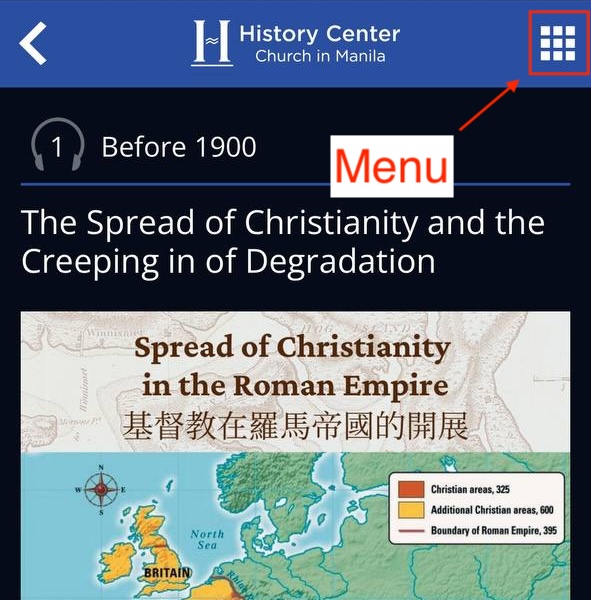 History Center
Church in Manila
1
Before 1900
Menu
The Spread of Christianity and the
Creeping in of Degradation
Spread of Christianity
in the Roman Empire
基督教在羅馬帝國的開展
N
W
E
North
Sea
BRITAIN
Christian areas, 325
Additional Christian areas, 600
Boundary of Roman Empire, 395